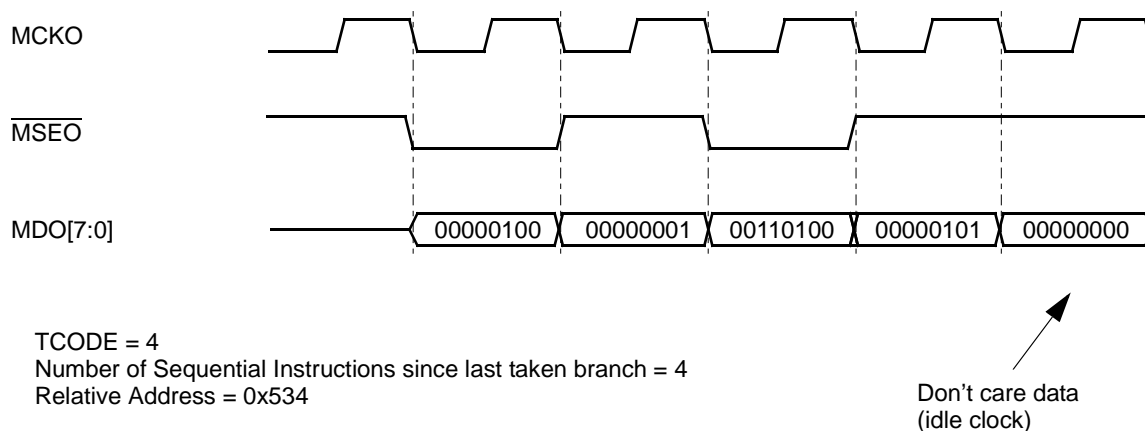 MCKO
MSEO
MDO[7:0]
00000100 00000001 00110100 00000101 00000000
TCODE = 4
Number of Sequential Instructions since last taken branch = 4
Relative Address = 0x534
Don't care data
(idle clock)